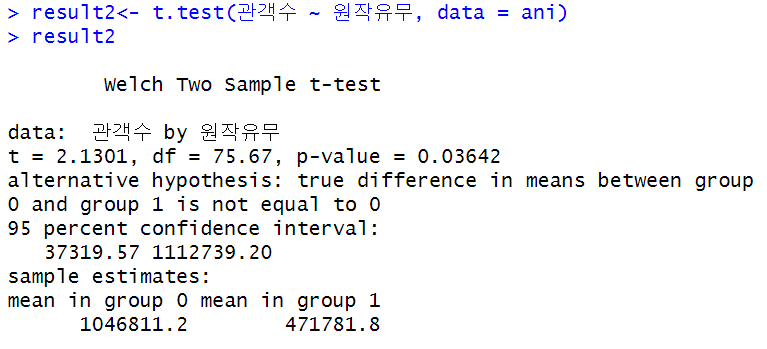 > result2<- t.test(관객수 ~ 원작유무, data = ani)
> result2
Welch Two Sample t-test
data:  관객수 by 원작유무
t = 2.1301, df = 75.67, p-value = 0.03642
alternative hypothesis: true difference in means between group
0 and group 1 is not equal to 0
95 percent confidence interval:
37319.57 1112739.20
sample estimates:
mean in group 0 mean in group 1
1046811.2        471781.8